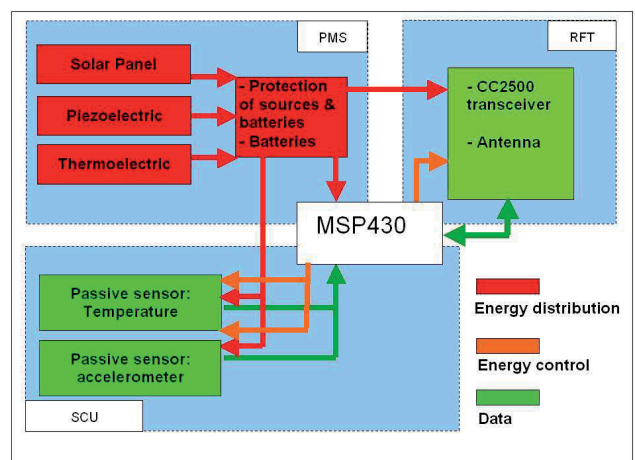 PMS
RFT
Solar Panel
Piezoelectric
Thermoelectric
- Protection
of sources &
batteries
- Batteries
- CC2500
transceiver
- Antenna
MSP430
Passive sensor:
Temperature
Passive sensor:
accelerometer
SCU
Energy distribution
Energy control
Data